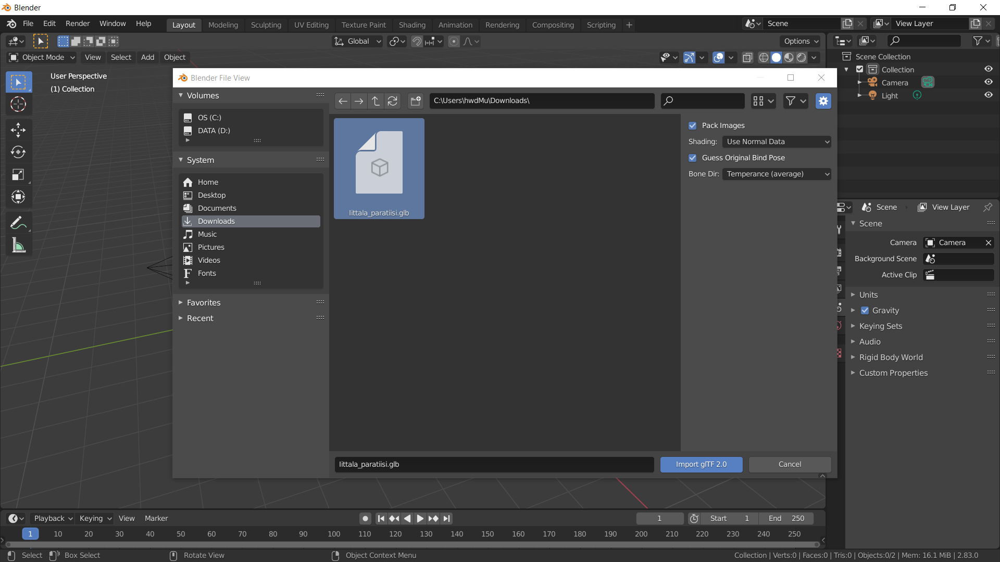 Blender
File Edit Render Window Help Layout Modeling Sculpting UV Editing Texture Paint Shading Animation Rendering Compositing Scripting + Scene View Layer
Global Options
Object Mode View Select Add Object
User Perspective
(1) Collection
Scene Collection
Collection
Camera
Light
Blender File View
Volumes
OS (C:)
DATA (D:)
System
Home
Desktop
Documents
Downloads
Music
Pictures
Videos
Fonts
Favorites
Recent
C:\Users\hwdMu\Downloads\
Iittala_paratiisi.glb
Pack Images
Shading: Use Normal Data
Guess Original Bind Pose
Bone Dir: Temperance (average)
Iittala_paratiisi.glb Import glTF 2.0 Cancel
Scene View Layer
Scene
Camera Camera
Background Scene
Active Clip
Units
Gravity
Keying Sets
Audio
Rigid Body World
Custom Properties
Playback Keying View Marker 1 Start 1 End 250
1 10 20 30 40 50 60 70 80 90 100 110 120 130 140 150 160 170 180 190 200 210 220 230 240 250
Select Box Select Rotate View Object Context Menu Collection | Verts:0 | Faces:0 | Tris:0 | Objects:0/2 | Mem: 16.1 MiB | 2.83.0